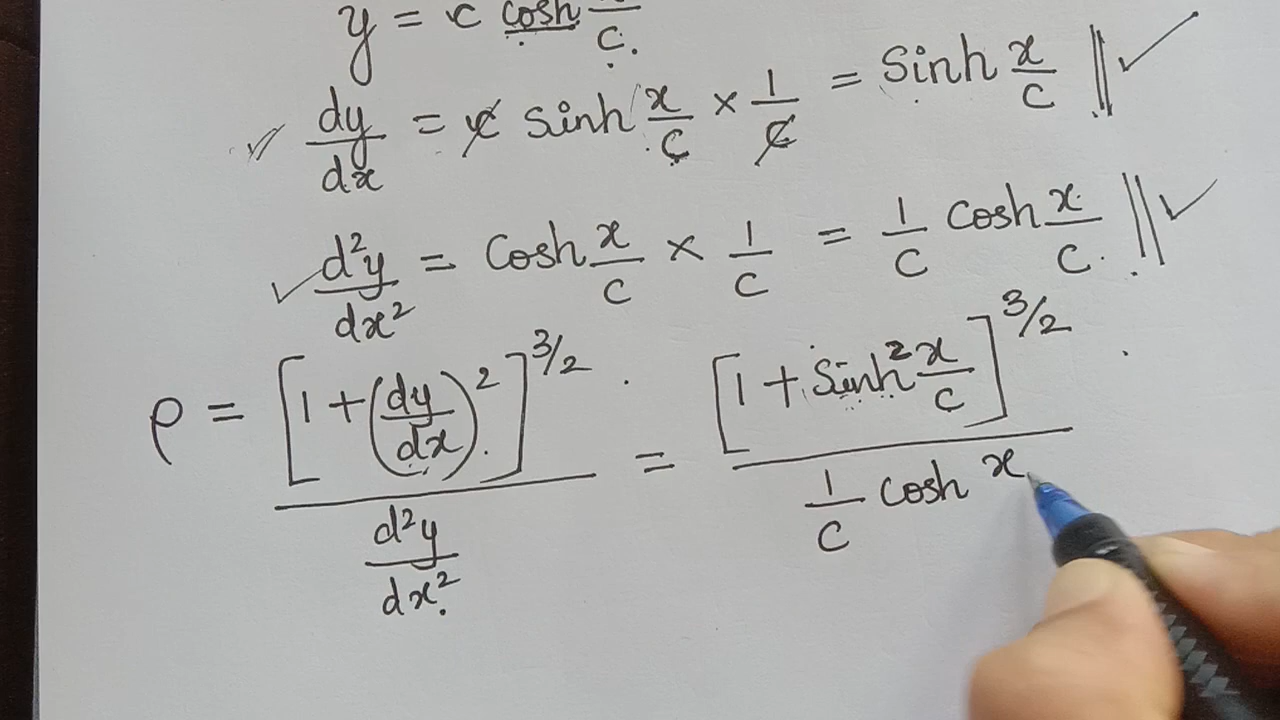 y = c cosh x/c
dy/dx = c sinh x/c × 1/c = Sinh x/c
d²y/dx² = Cosh x/c × 1/c = 1/c Cosh x/c
ρ = [1 + (dy/dx)²]^3/2 / d²y/dx² = [1 + Sinh² x/c]^3/2 / 1/c Cosh x